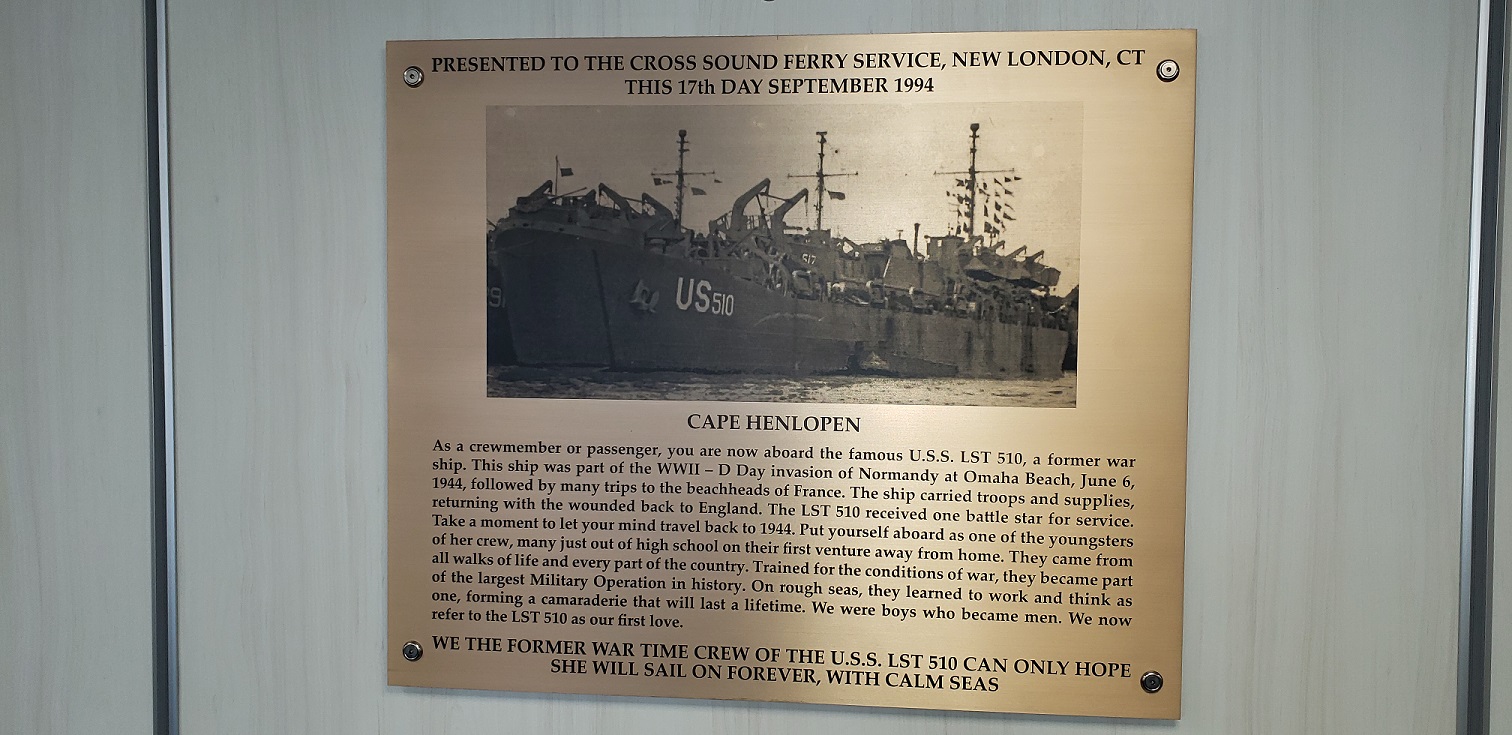 PRESENTED TO THE CROSS SOUND FERRY SERVICE, NEW LONDON, CT
THIS 17th DAY SEPTEMBER 1994
517
US510
CAPE HENLOPEN
As a crewmember or passenger, you are now aboard the famous U.S.S. LST 510, a former war
ship. This ship was part of the WWII – D Day invasion of Normandy at Omaha Beach, June 6,
1944, followed by many trips to the beachheads of France. The ship carried troops and supplies,
returning with the wounded back to England. The LST 510 received one battle star for service.
Take a moment to let your mind travel back to 1944. Put yourself aboard as one of the youngsters
of her crew, many just out of high school on their first venture away from home. They came from
all walks of life and every part of the country. Trained for the conditions of war, they became part
of the largest Military Operation in history. On rough seas, they learned to work and think as
one, forming a camaraderie that will last a lifetime. We were boys who became men. We now
refer to the LST 510 as our first love.
WE THE FORMER WAR TIME CREW OF THE U.S.S. LST 510 CAN ONLY HOPE
SHE WILL SAIL ON FOREVER, WITH CALM SEAS